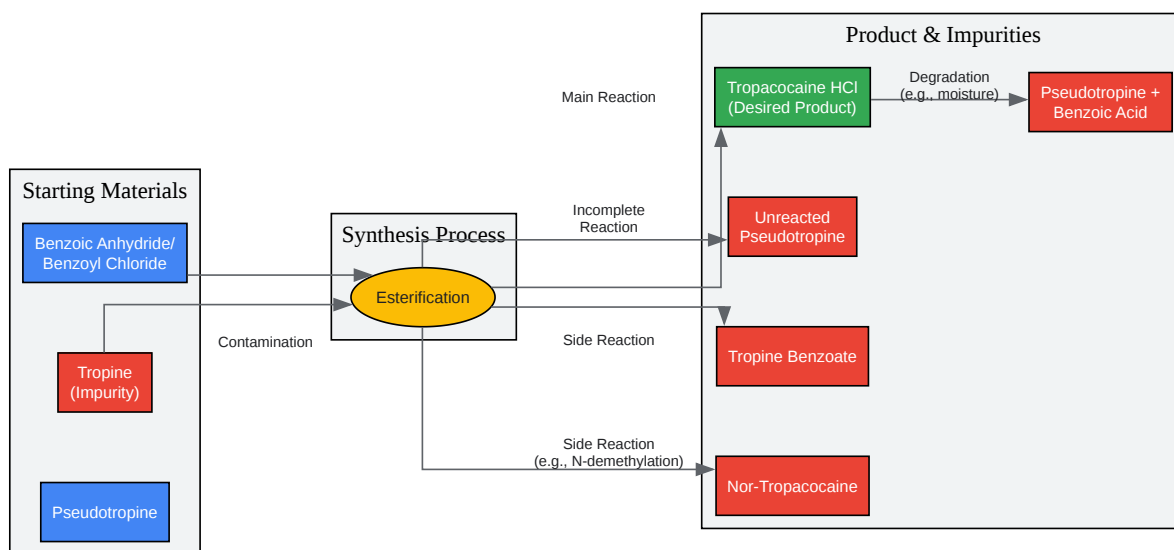 Product & Impurities
Tropacocaine HCl
(Desired Product)
Degradation
(e.g., moisture)
Pseudotropine +
Benzoic Acid
Main Reaction
Starting Materials
Benzoic Anhydride/
Benzoyl Chloride
Synthesis Process
Incomplete
Reaction
Unreacted
Pseudotropine
Esterification
Contamination
Side Reaction
Tropine Benzoate
Tropine
(Impurity)
Side Reaction
(e.g., N-demethylation)
Nor-Tropacocaine
Pseudotropine